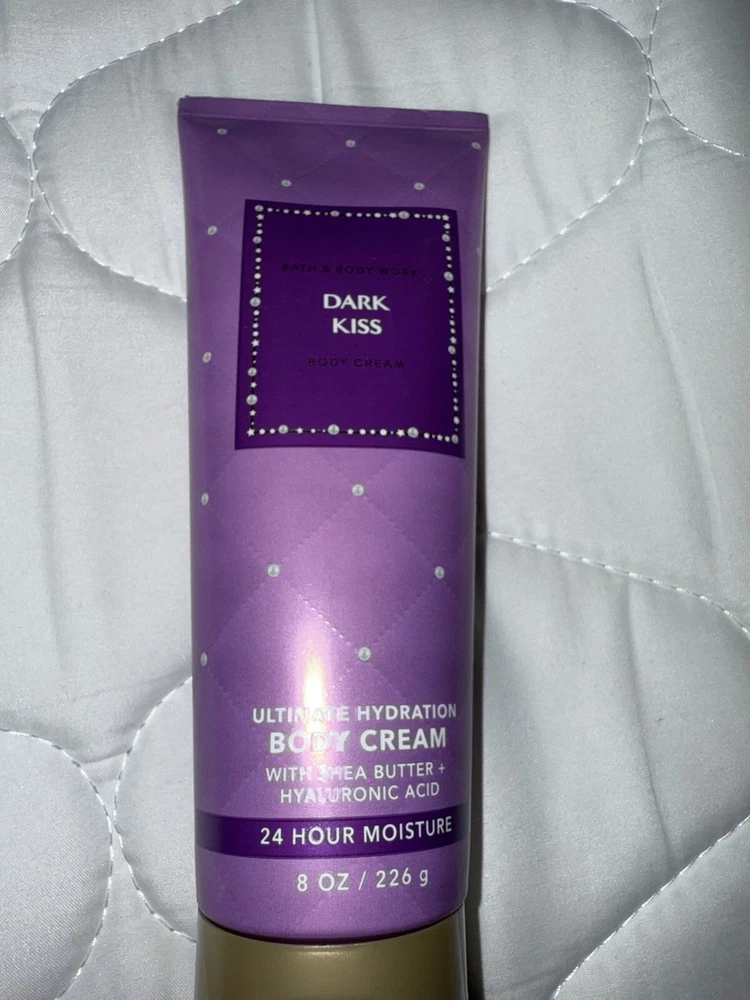 BATH & BODY WORKS
DARK
KISS
BODY CREAM
ULTIMATE HYDRATION
BODY CREAM
WITH SHEA BUTTER +
HYALURONIC ACID
24 HOUR MOISTURE
8 OZ / 226 g